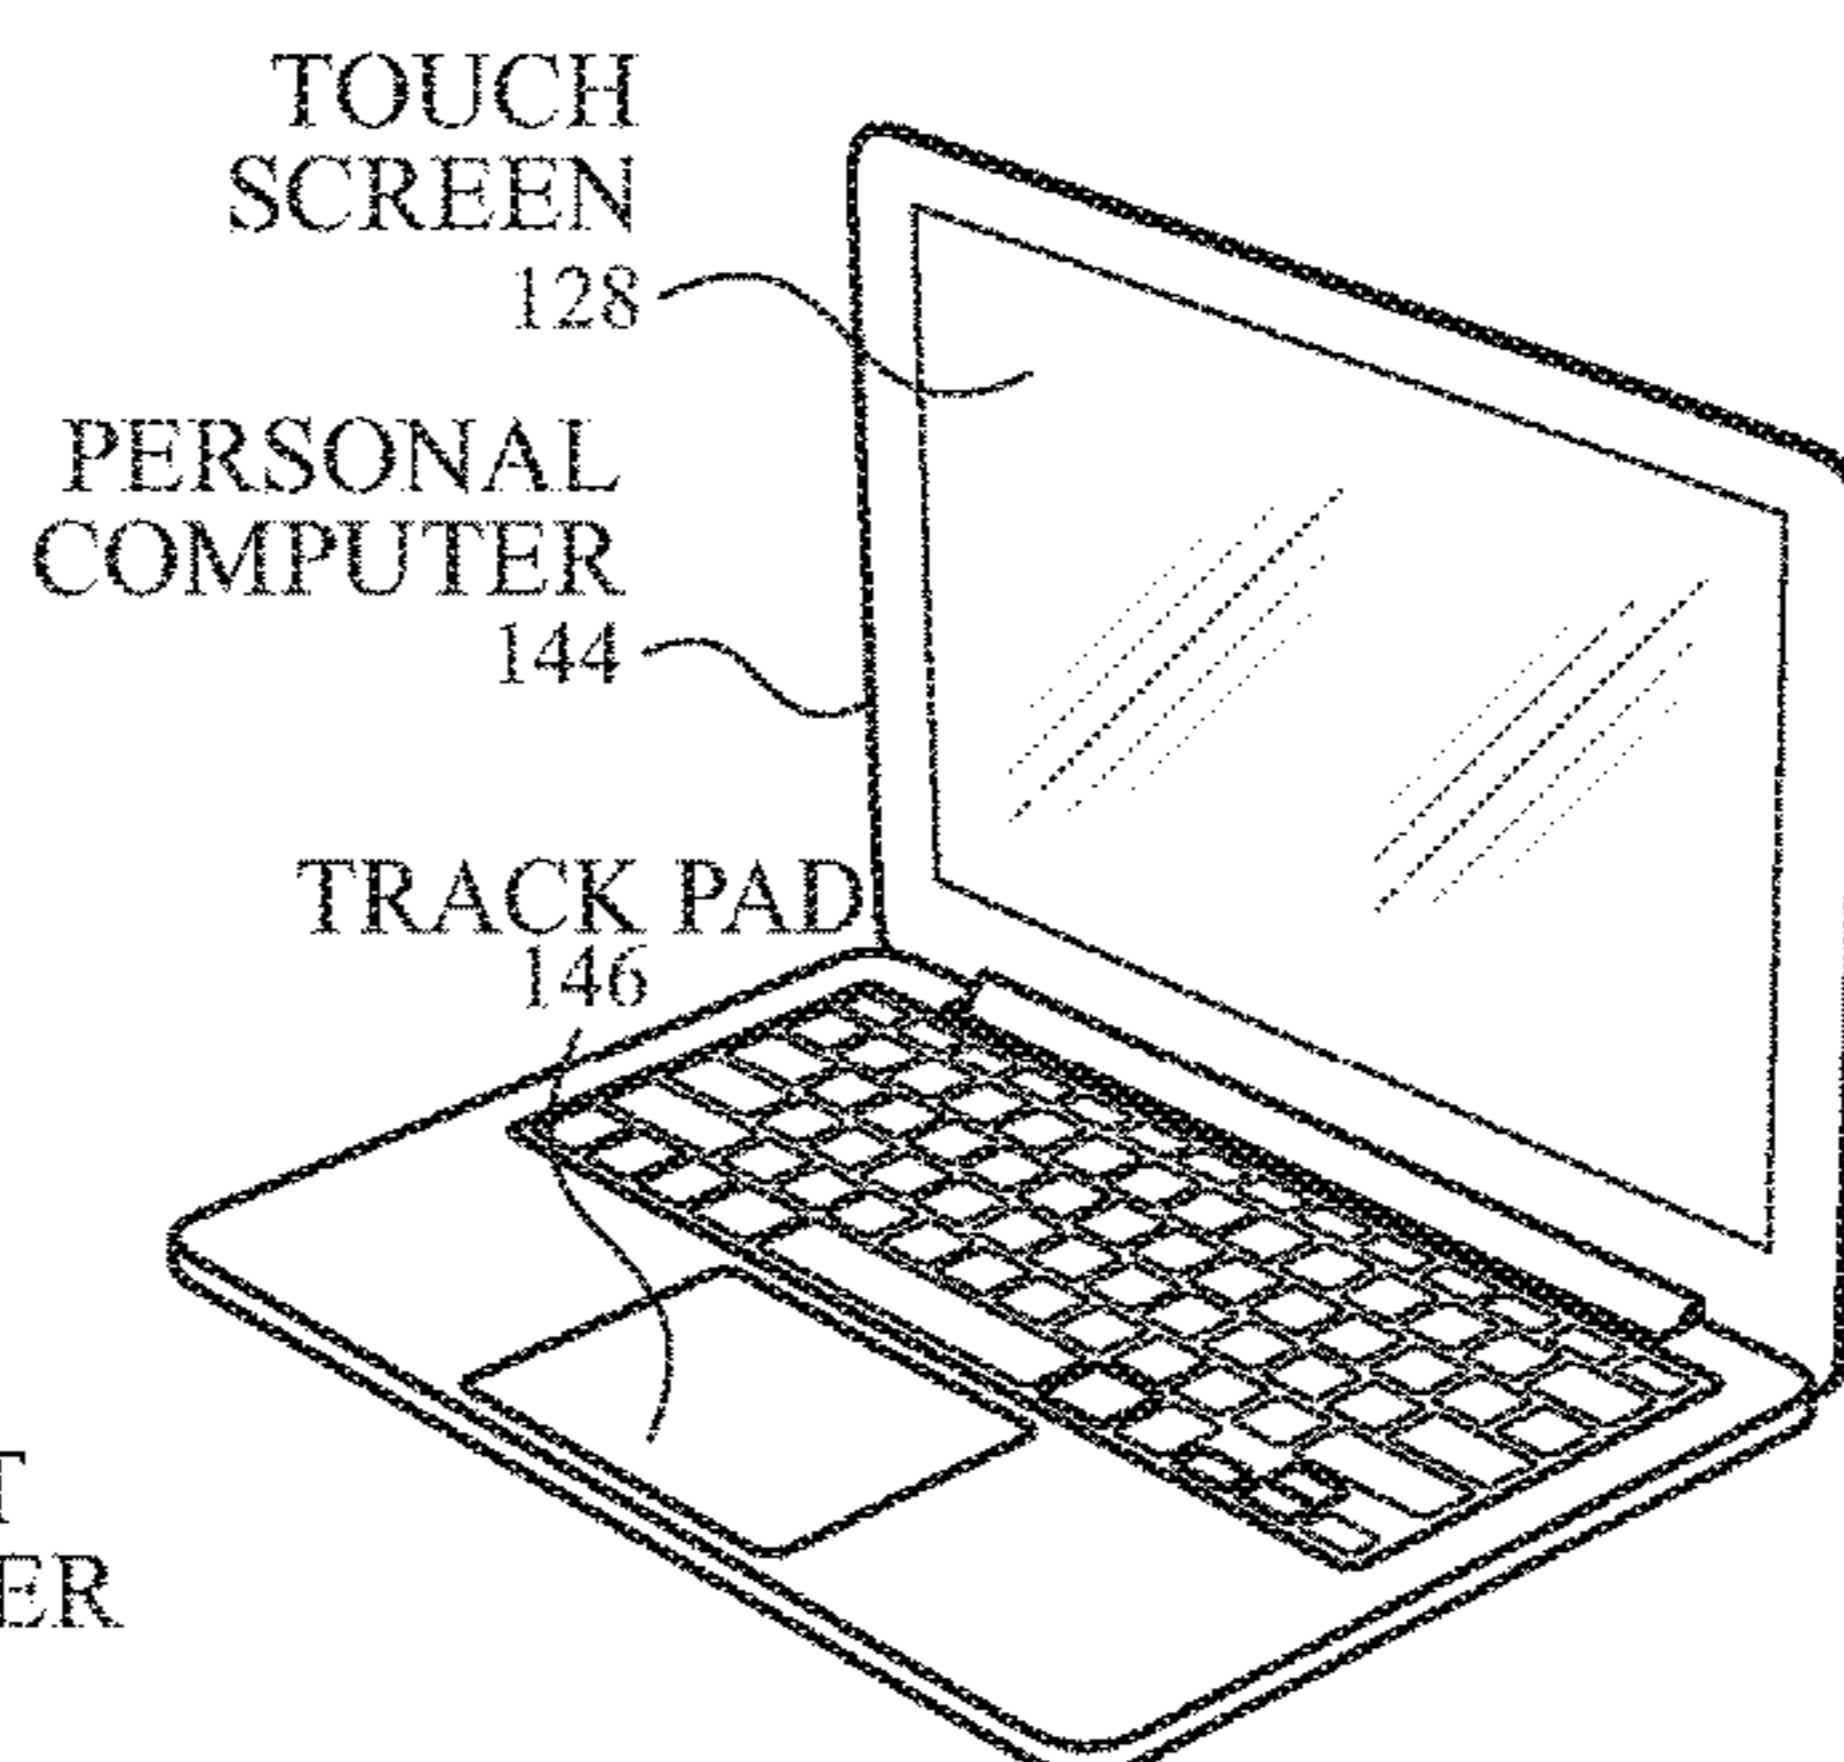 TOUCH
SCREEN
128
PERSONAL
COMPUTER
144
TRACK PAD
146